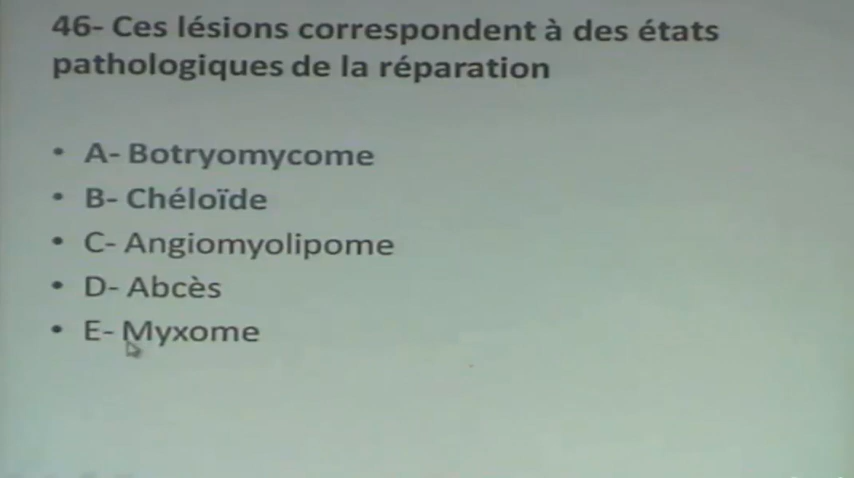 46- Ces lésions correspondent à des états
pathologiques de la réparation
• A- Botryomycome
• B- Chéloïde
• C- Angiomyolipome
• D- Abcès
• E- Myxome